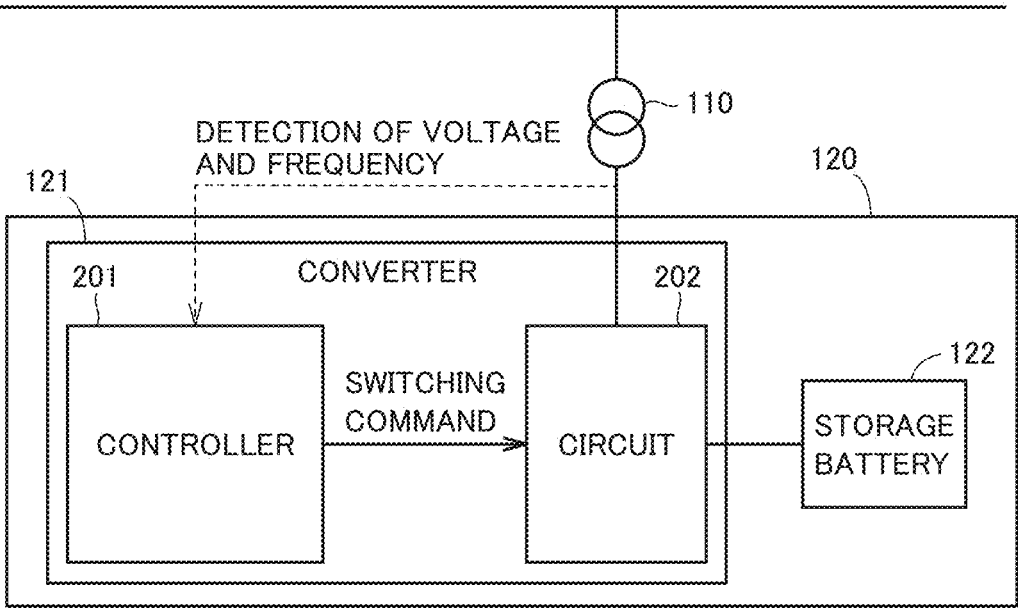 110
DETECTION OF VOLTAGE
AND FREQUENCY
120
121
201
CONVERTER
202
SWITCHING
COMMAND
122
CONTROLLER
CIRCUIT
STORAGE
BATTERY